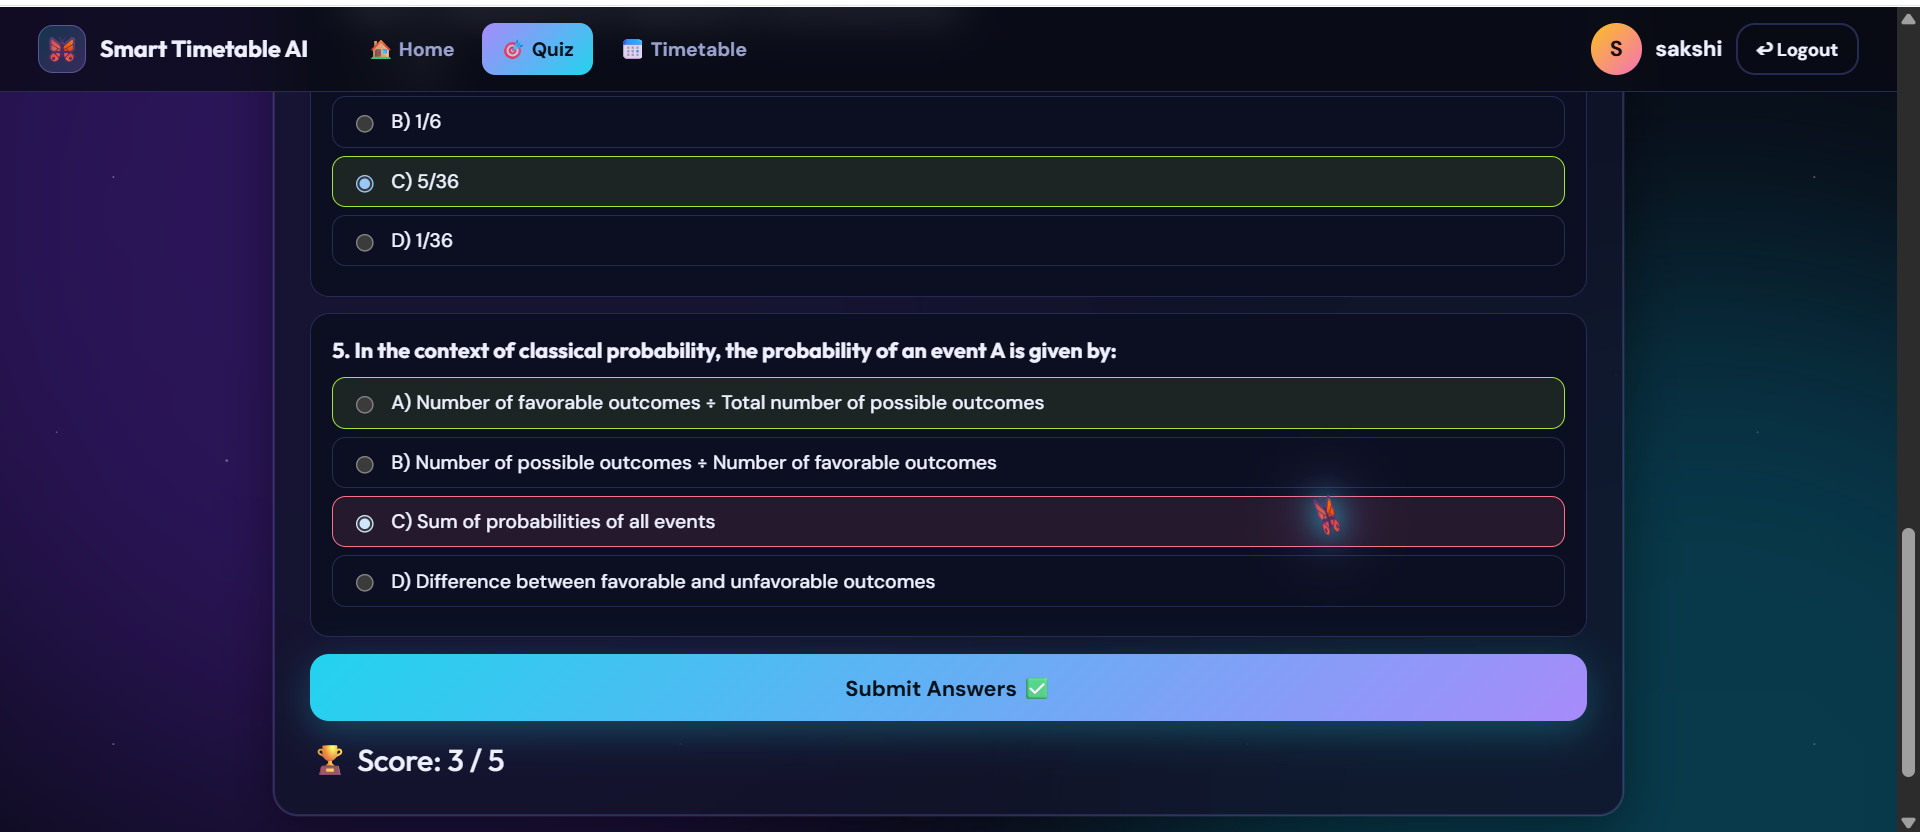 Smart Timetable AI
Home
Quiz
Timetable
S
sakshi
Logout
B) 1/6
C) 5/36
D) 1/36
5. In the context of classical probability, the probability of an event A is given by:
A) Number of favorable outcomes ÷ Total number of possible outcomes
B) Number of possible outcomes ÷ Number of favorable outcomes
C) Sum of probabilities of all events
D) Difference between favorable and unfavorable outcomes
Submit Answers ✅
🏆 Score: 3 / 5